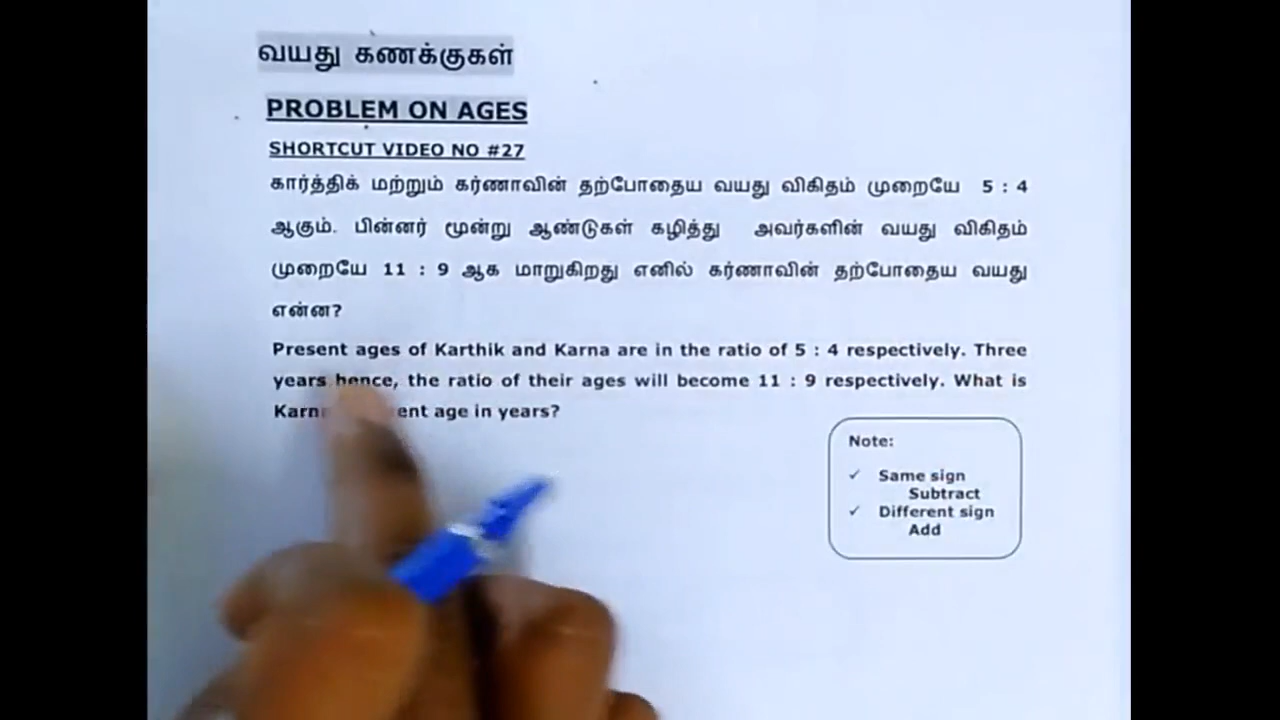 வயது கணக்குகள்
PROBLEM ON AGES
SHORTCUT VIDEO NO #27
கார்த்திக் மற்றும் கர்ணாவின் தற்போதைய வயது விகிதம் முறையே 5 : 4
ஆகும். பின்னர் மூன்று ஆண்டுகள் கழித்து அவர்களின் வயது விகிதம்
முறையே 11 : 9 ஆக மாறுகிறது எனில் கர்ணாவின் தற்போதைய வயது
என்ன?
Present ages of Karthik and Karna are in the ratio of 5 : 4 respectively. Three
years hence, the ratio of their ages will become 11 : 9 respectively. What is
age in years?
Note:
✓ Same sign
Subtract
✓ Different sign
Add